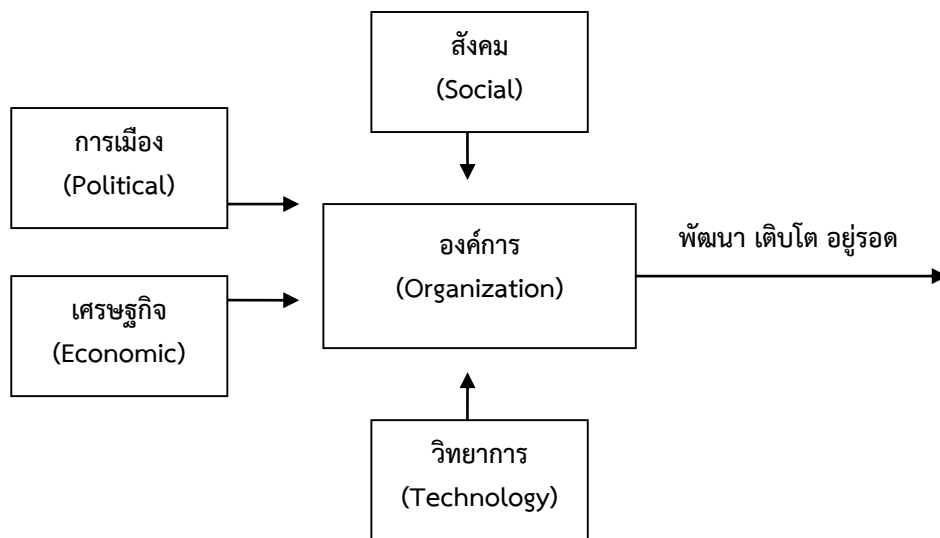 สังคม
(Social)
การเมือง
(Political)
องค์การ
(Organization)
พัฒนา เติบโต อยู่รอด
เศรษฐกิจ
(Economic)
วิทยาการ
(Technology)